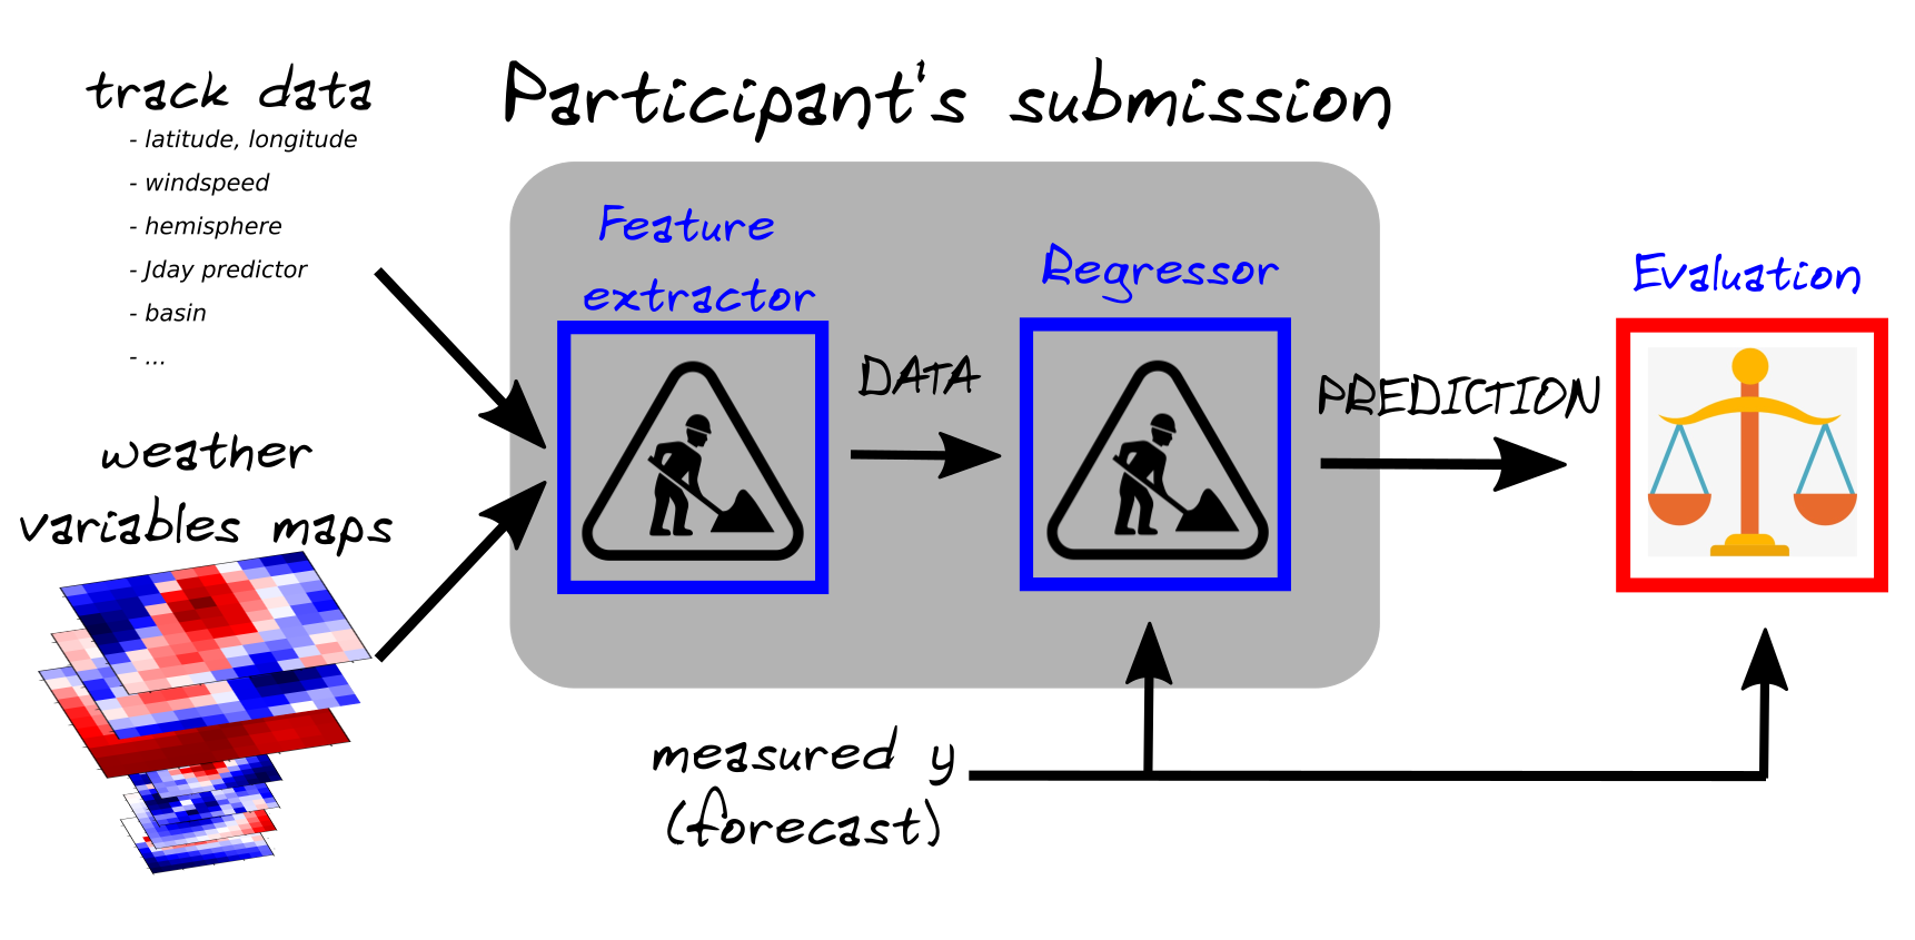 track data
- latitude, longitude
- windspeed
- hemisphere
- Jday predictor
- basin
- ...
weather
variables maps
Participant's submission
Feature
extractor
DATA
Regressor
PREDICTION
Evaluation
measured y
(forecast)